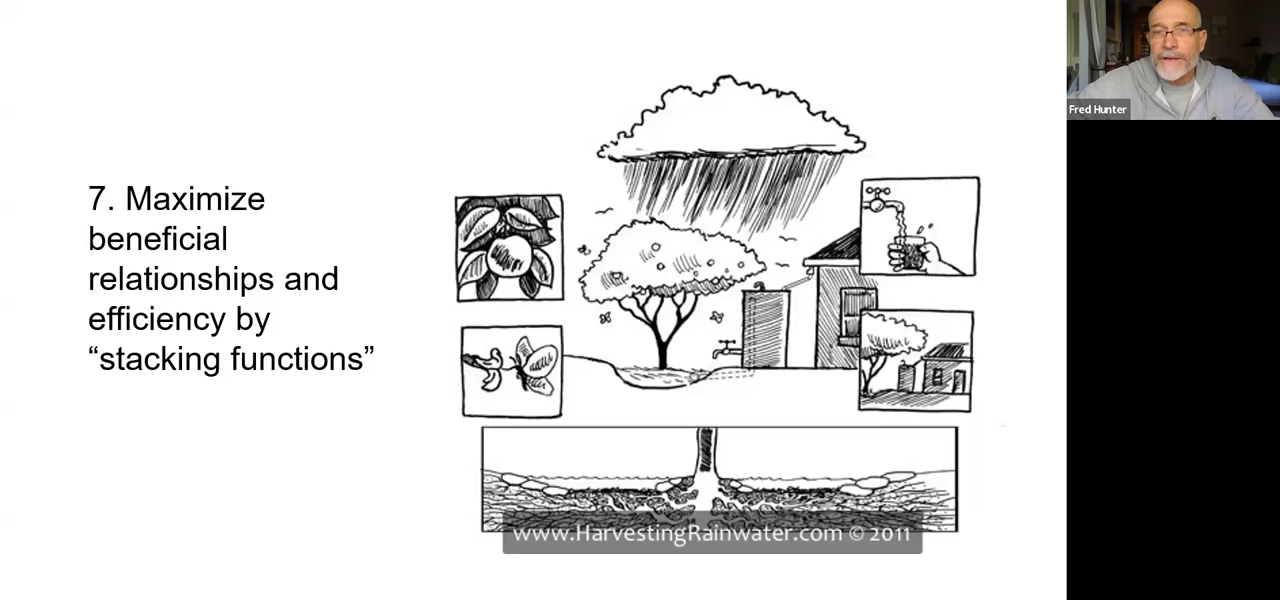 7. Maximize
beneficial
relationships and
efficiency by
“stacking functions”
www.HarvestingRainwater.com © 2011
Fred Hunter